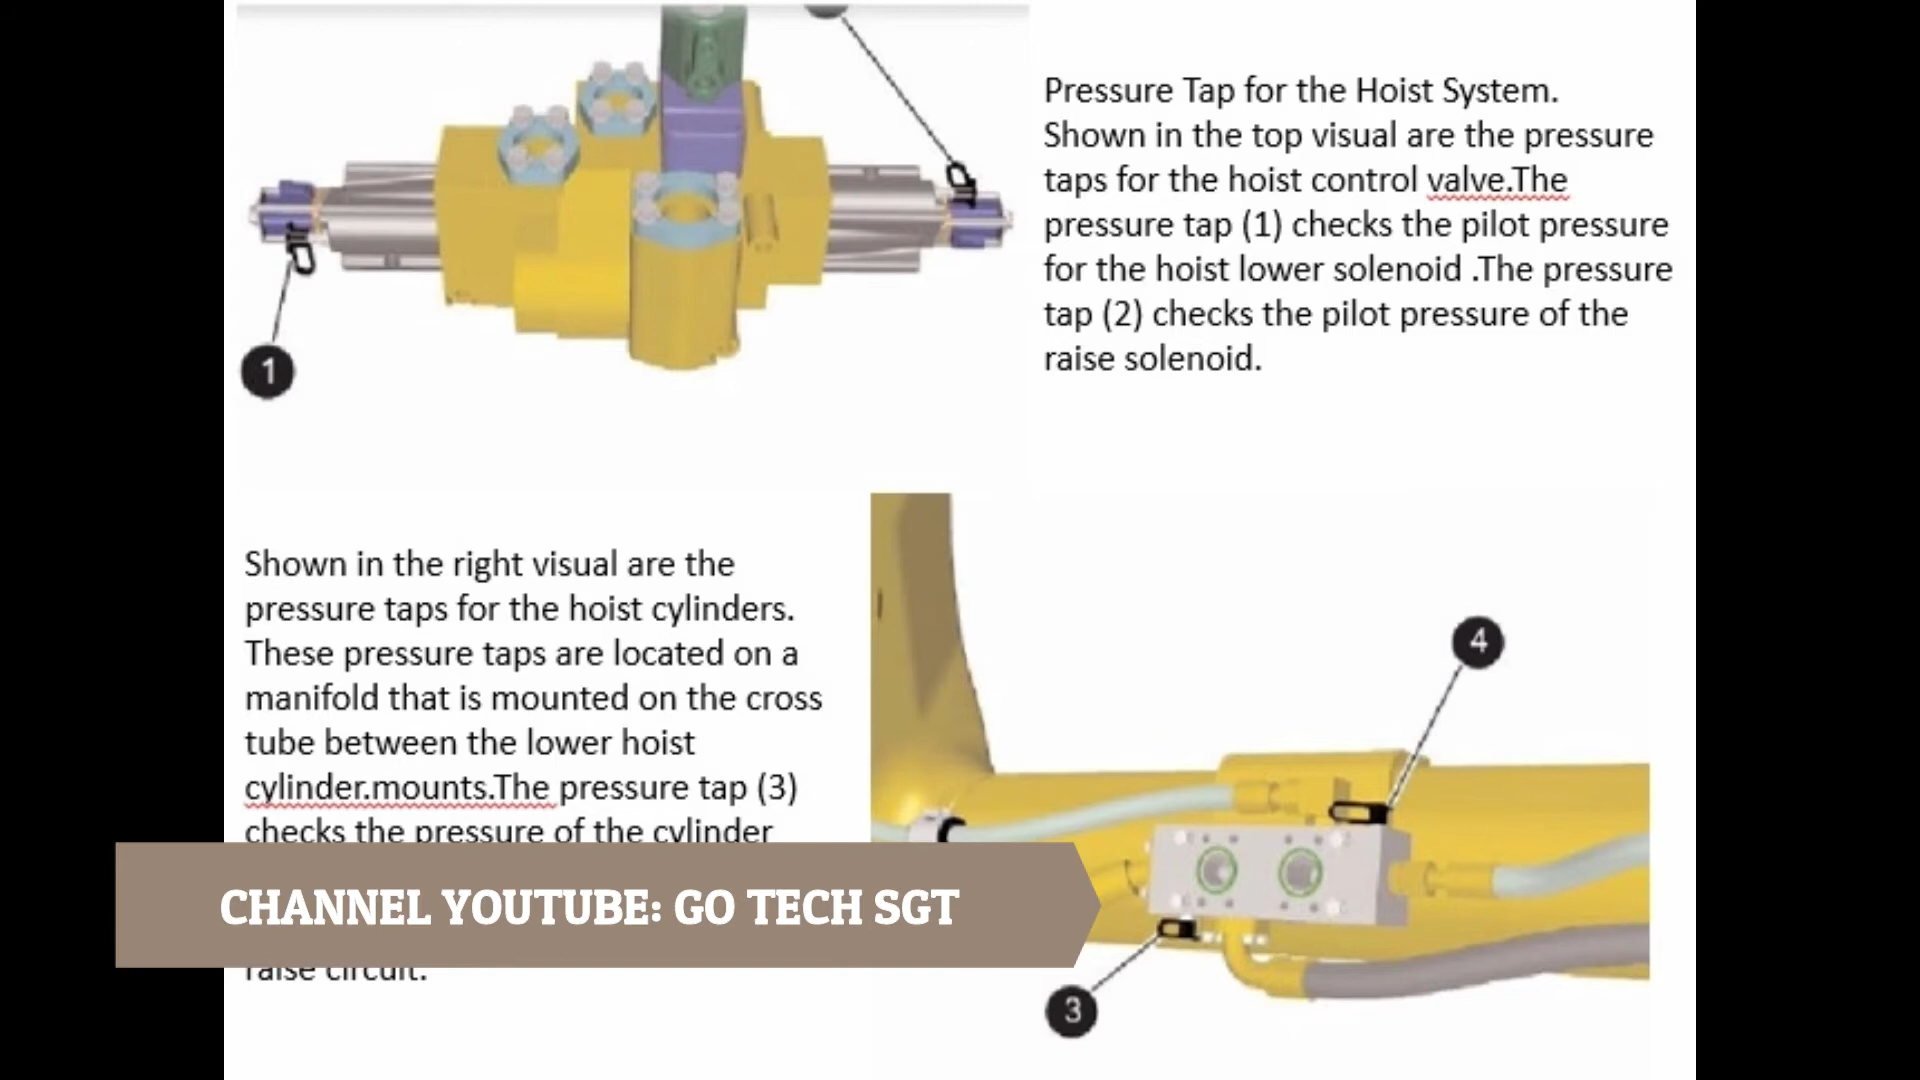 Pressure Tap for the Hoist System.
Shown in the top visual are the pressure
taps for the hoist control valve.The
pressure tap (1) checks the pilot pressure
for the hoist lower solenoid .The pressure
tap (2) checks the pilot pressure of the
raise solenoid.
1
Shown in the right visual are the
pressure taps for the hoist cylinders.
These pressure taps are located on a
manifold that is mounted on the cross
tube between the lower hoist
cylinder.mounts.The pressure tap (3)
checks the pressure of the cylinder
raise circuit.
4
3
CHANNEL YOUTUBE: GO TECH SGT